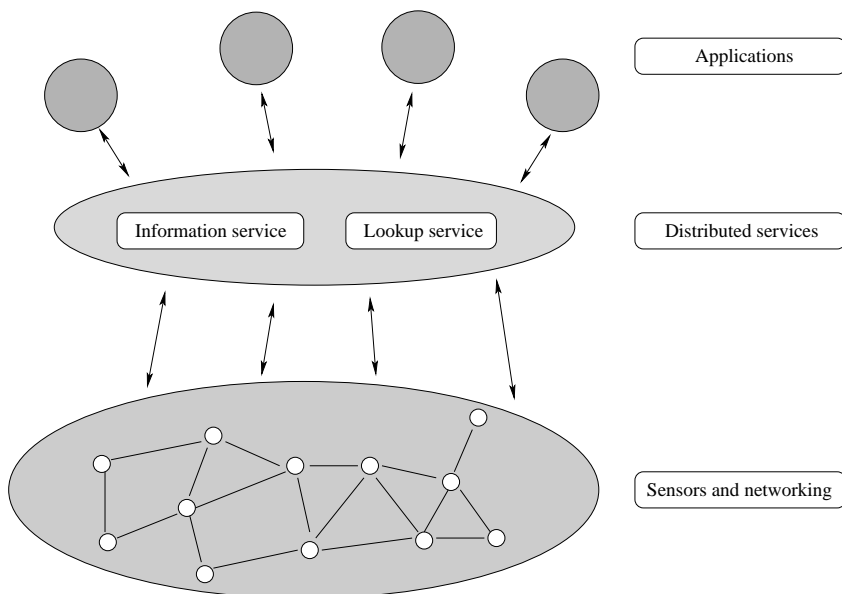 Applications
Information service
Lookup service
Distributed services
Sensors and networking